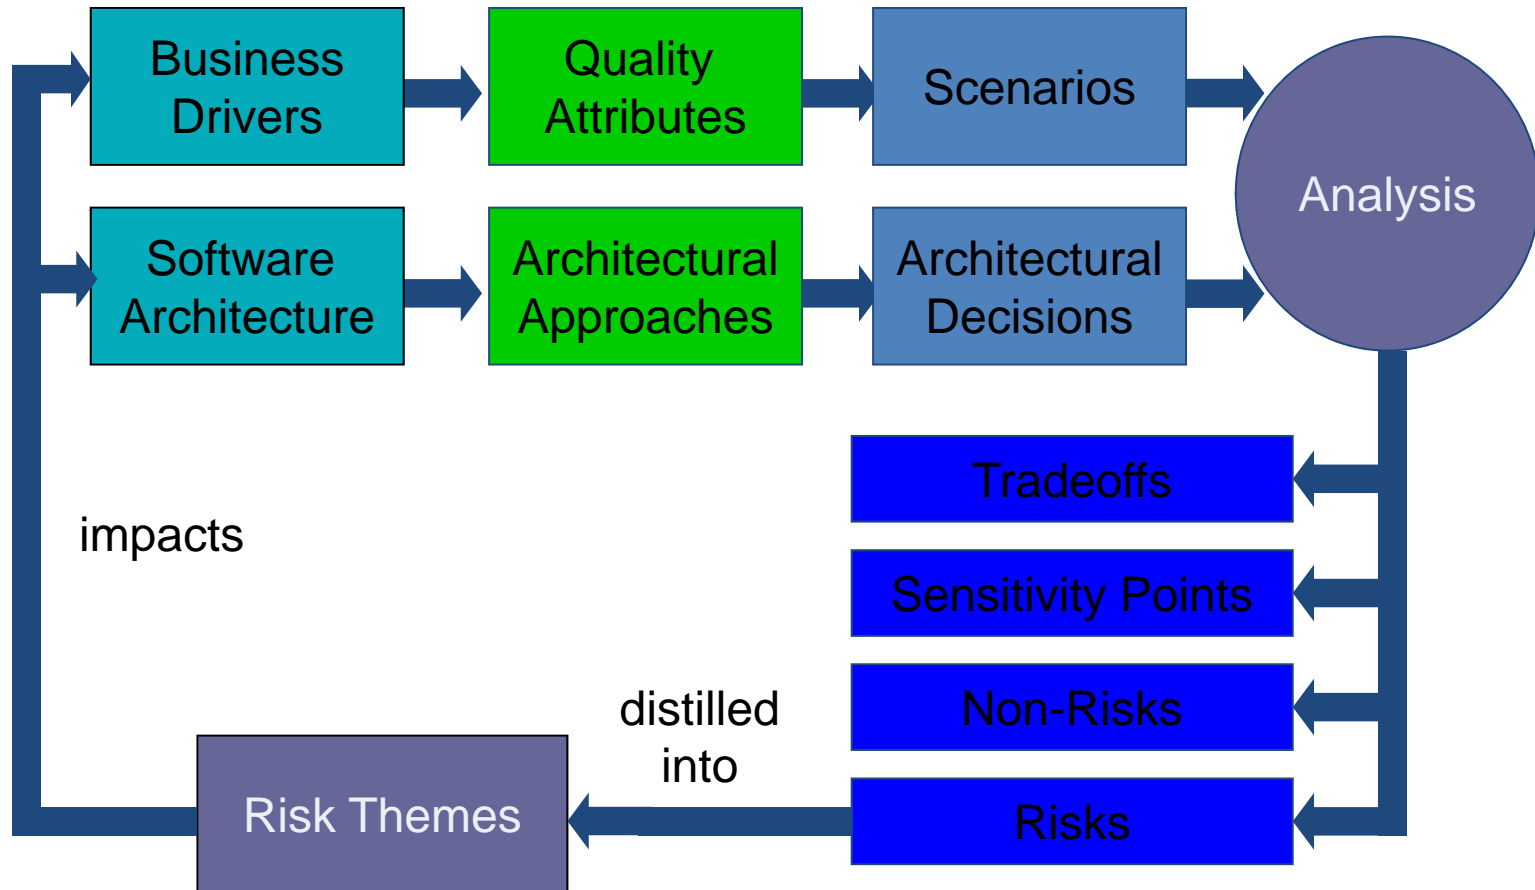 Business
Drivers
Quality
Attributes
Scenarios
Analysis
Software
Architecture
Architectural
Approaches
Architectural
Decisions
Tradeoffs
impacts
Sensitivity Points
Non-Risks
distilled
into
Risk Themes
Risks